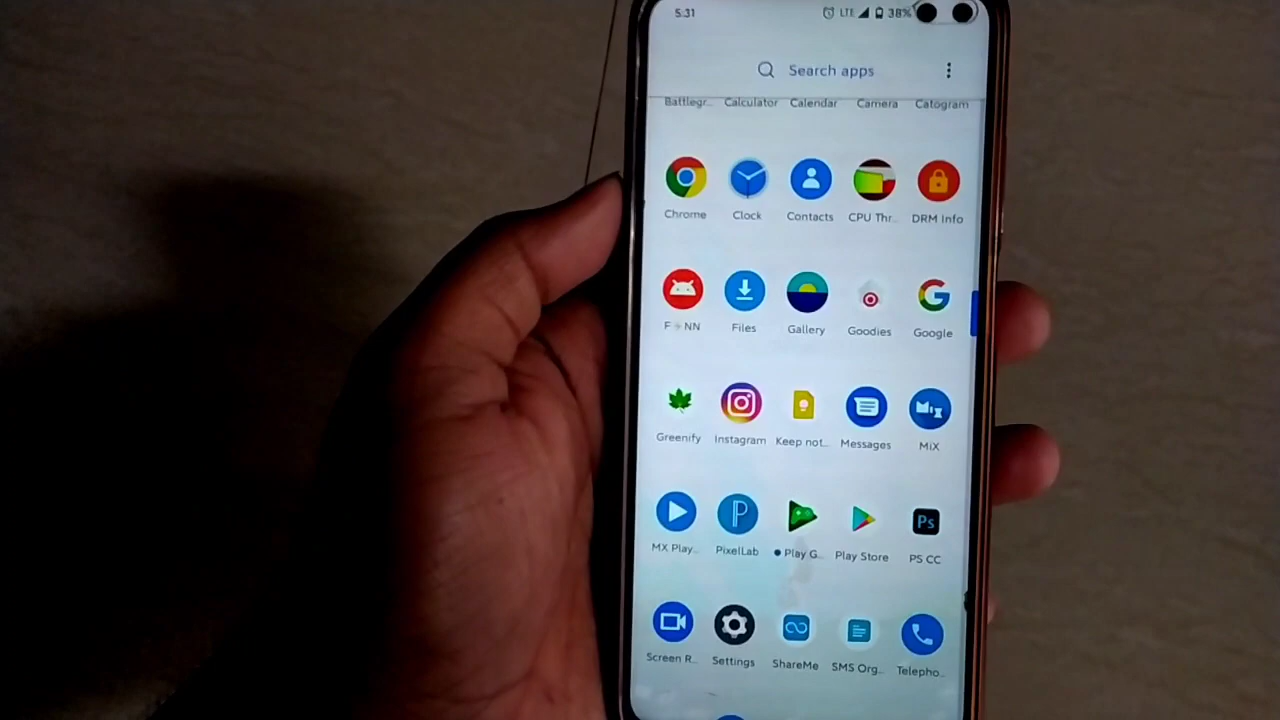 5:31 LTE 38%
Search apps
Battlegr... Calculator Calendar Camera Catogram
Chrome Clock Contacts CPU Thr... DRM Info
F NN Files Gallery Goodies Google
Greenify Instagram Keep not... Messages MiX
MiX
Ps
MX Play... PixelLab Play G... Play Store PS CC
Screen R... Settings ShareMe SMS Org... Telepho...